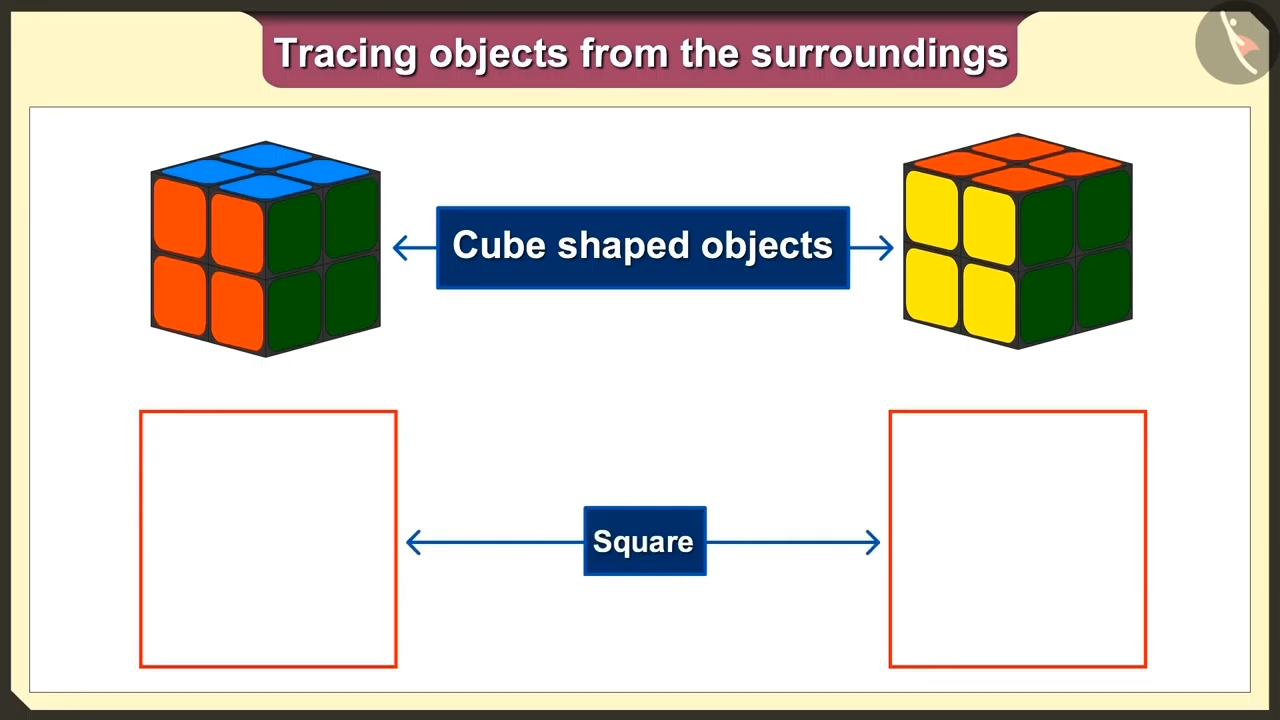 Tracing objects from the surroundings
Cube shaped objects
Square